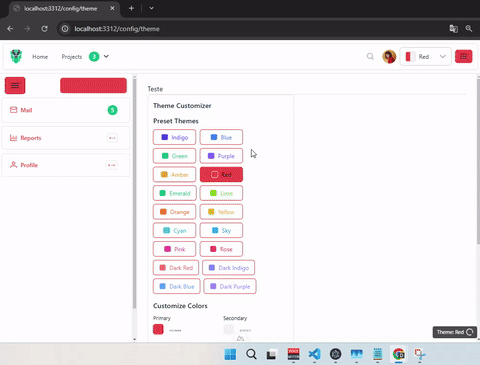 localhost:3312/config/theme
localhost:3312/config/theme
Home
Projects
3
Red
Mail
5
Reports
Profile
Teste
Theme Customizer
Preset Themes
Indigo
Blue
Green
Purple
Amber
Red
Emerald
Lime
Orange
Yellow
Cyan
Sky
Pink
Rose
Dark Red
Dark Indigo
Dark Blue
Dark Purple
Customize Colors
Primary
Secondary
Theme: Red